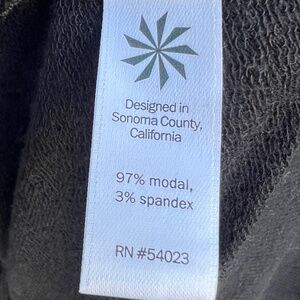 Designed in
Sonoma County,
California
97% modal,
3% spandex
RN #54023